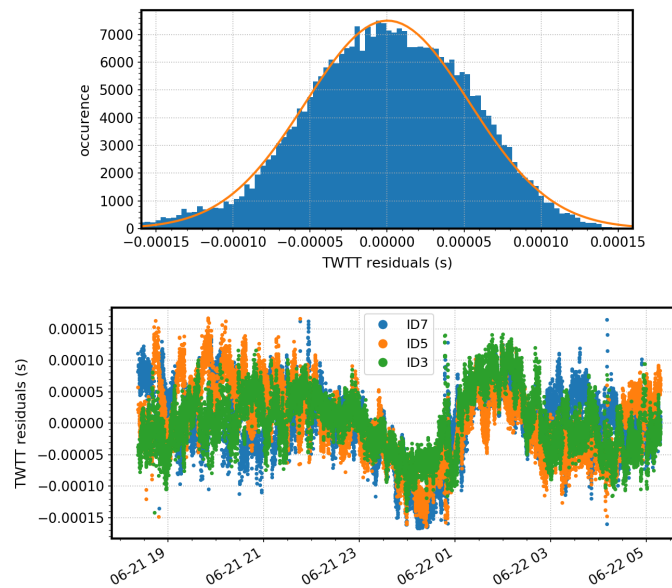 7000
6000
5000
4000
3000
2000
1000
0
occurence
−0.00015 −0.00010 −0.00005 0.00000 0.00005 0.00010 0.00015
TWTT residuals (s)
0.00015
0.00010
0.00005
0.00000
−0.00005
−0.00010
−0.00015
TWTT residuals (s)
ID7
ID5
ID3
06-21 19 06-21 21 06-21 23 06-22 01 06-22 03 06-22 05